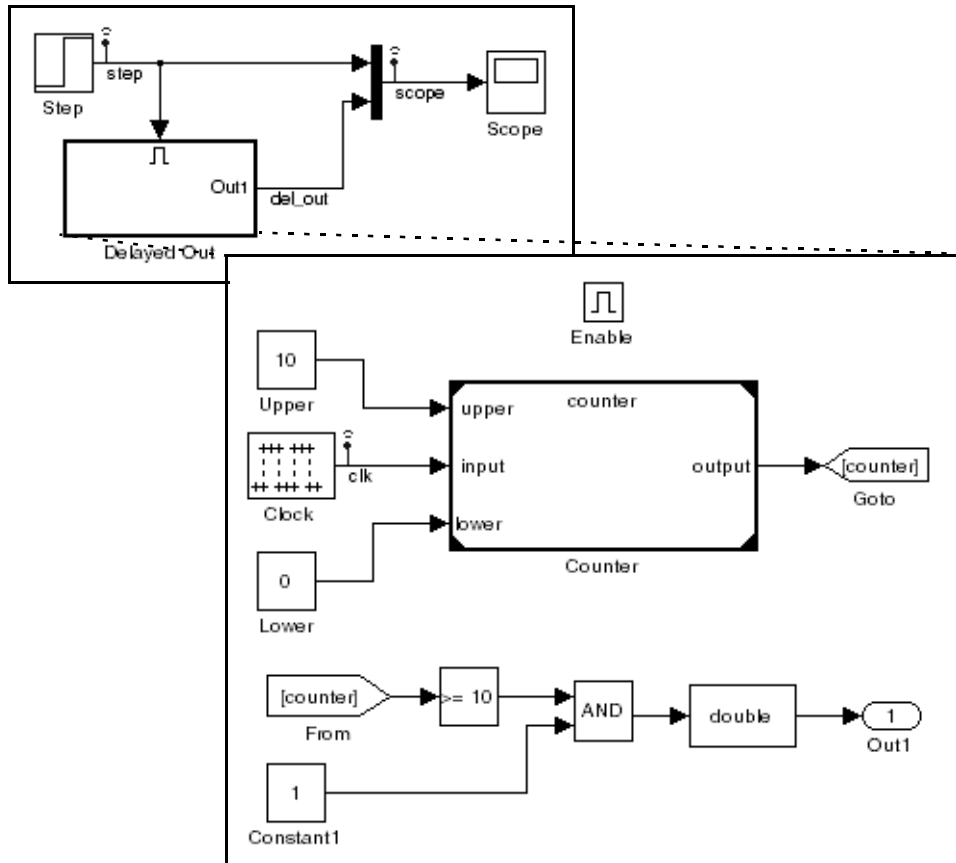 step
Step
scope
Scope
Out1
del_out
Delayed Out
Enable
10
Upper
upper
counter
clk
input
output
[counter]
Goto
Clock
lower
0
Counter
Lower
[counter]
From
>= 10
AND
double
1
Out1
1
Constant1